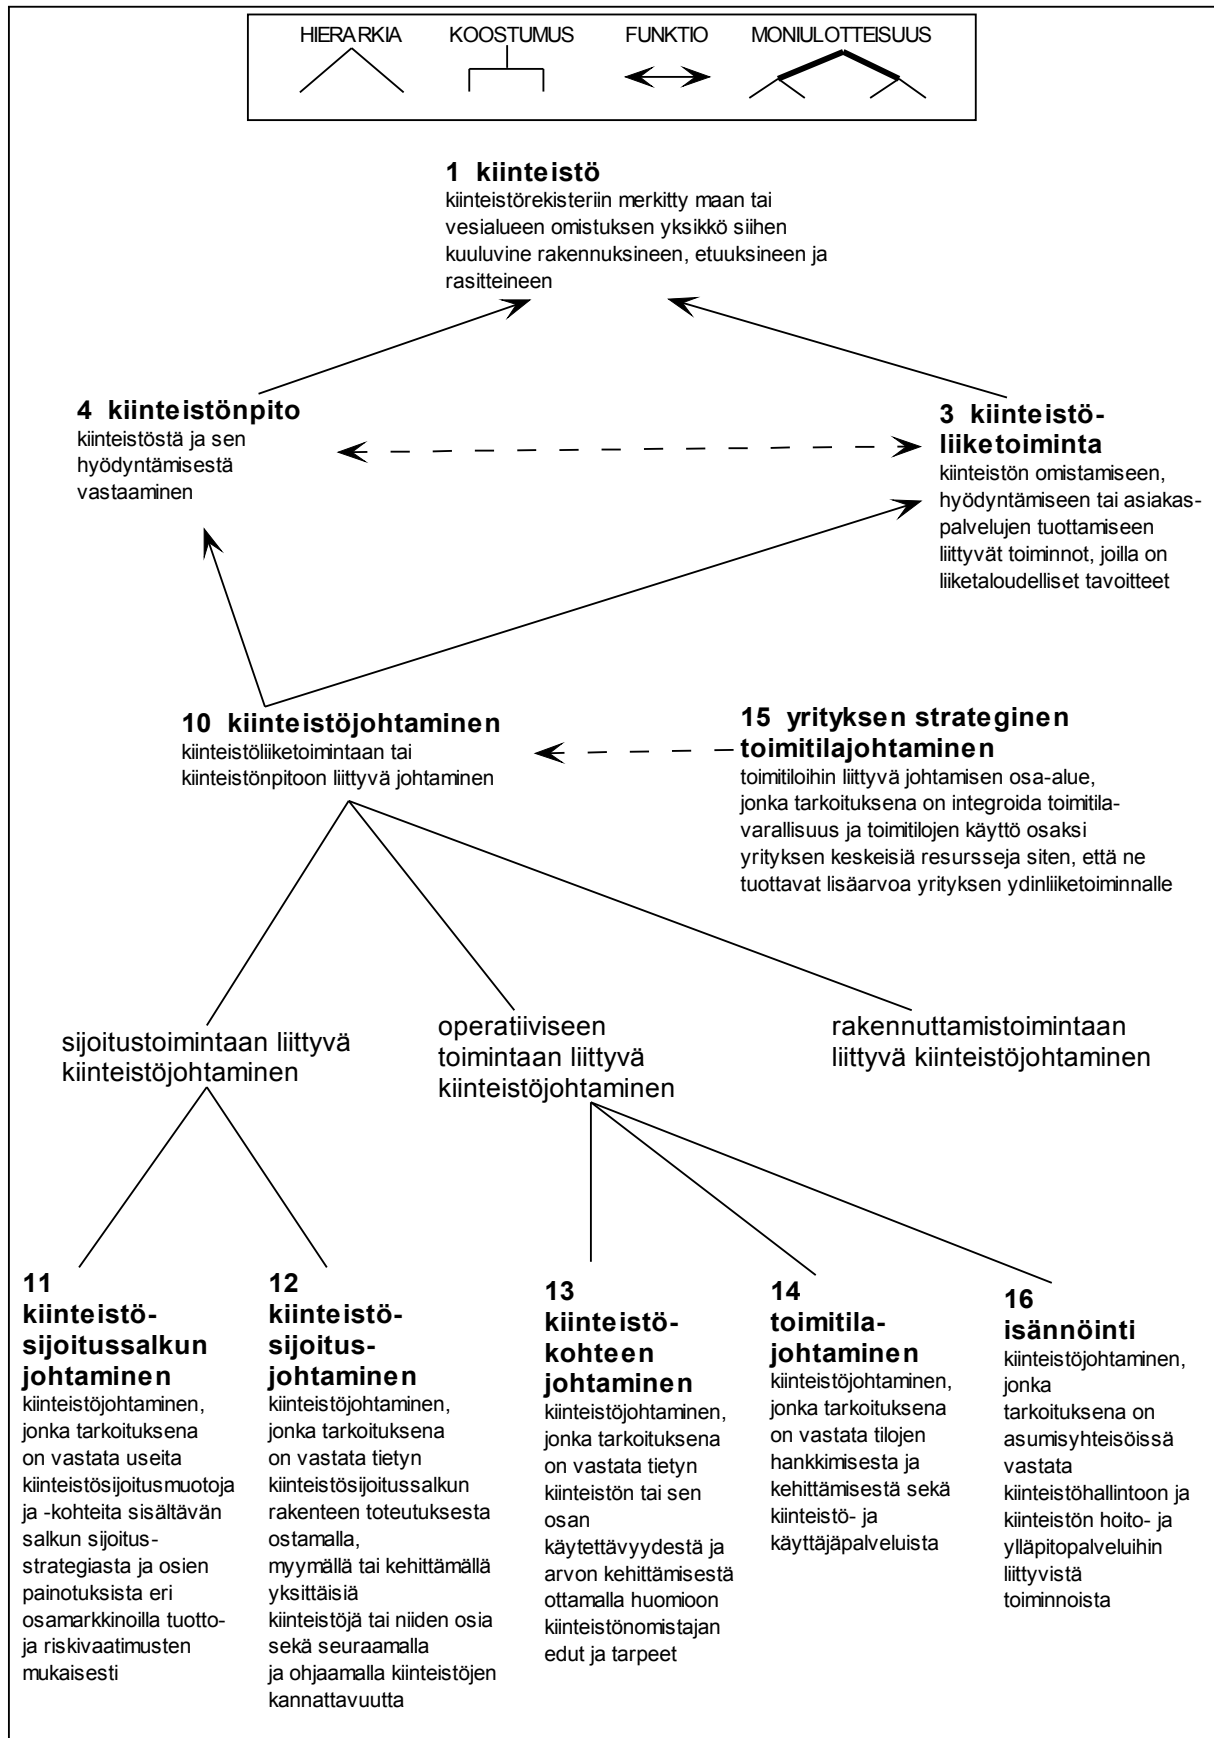 HIERARKIA KOOSTUMUS FUNKTIO MONIULOTTEISUUS
1 kiinteistö
kiinteistörekisteriin merkitty maan tai
vesialueen omistuksen yksikkö siihen
kuuluvine rakennuksineen, etuuksineen ja
rasitteineen
4 kiinteistönpito
kiinteistöstä ja sen
hyödyntämisestä
vastaaminen
3 kiinteistö-
liiketoiminta
kiinteistön omistamiseen,
hyödyntämiseen tai asiakas-
palvelujen tuottamiseen
liittyvät toiminnot, joilla on
liiketaloudelliset tavoitteet
10 kiinteistöjohtaminen
kiinteistöliiketoimintaan tai
kiinteistönpitoon liittyvä johtaminen
15 yrityksen strateginen
toimitilajohtaminen
toimitiloihin liittyvä johtamisen osa-alue,
jonka tarkoituksena on integroida toimitila-
varallisuus ja toimitilojen käyttö osaksi
yrityksen keskeisiä resursseja siten, että ne
tuottavat lisäarvoa yrityksen ydinliiketoiminnalle
sijoitustoimintaan liittyvä
kiinteistöjohtaminen
operatiiviseen
toimintaan liittyvä
kiinteistöjohtaminen
rakennuttamistoimintaan
liittyvä kiinteistöjohtaminen
11
kiinteistö-
sijoitussalkun
johtaminen
kiinteistöjohtaminen,
jonka tarkoituksena
on vastata useita
kiinteistösijoitusmuotoja
ja -kohteita sisältävän
salkun sijoitus-
strategiasta ja osien
painotuksista eri
osamarkkinoilla tuotto-
ja riskivaatimusten
mukaisesti
12
kiinteistö-
sijoitus-
johtaminen
kiinteistöjohtaminen,
jonka tarkoituksena
on vastata tietyn
kiinteistösijoitussalkun
rakenteen toteutuksesta
ostamalla,
myymällä tai kehittämällä
yksittäisiä
kiinteistöjä tai niiden osia
sekä seuraamalla
ja ohjaamalla kiinteistöjen
kannattavuutta
13
kiinteistö-
kohteen
johtaminen
kiinteistöjohtaminen,
jonka tarkoituksena
on vastata tietyn
kiinteistön tai sen
osan
käytettävyydestä ja
arvon kehittämisestä
ottamalla huomioon
kiinteistönomistajan
edut ja tarpeet
14
toimitila-
johtaminen
kiinteistöjohtaminen,
jonka tarkoituksena
on vastata tilojen
hankkimisesta ja
kehittämisestä sekä
kiinteistö- ja
käyttäjäpalveluista
16
isännöinti
kiinteistöjohtaminen,
jonka
tarkoituksena on
asumisyhteisöissä
vastata
kiinteistöhallintoon ja
kiinteistön hoito- ja
ylläpitopalveluihin
liittyvistä
toiminnoista